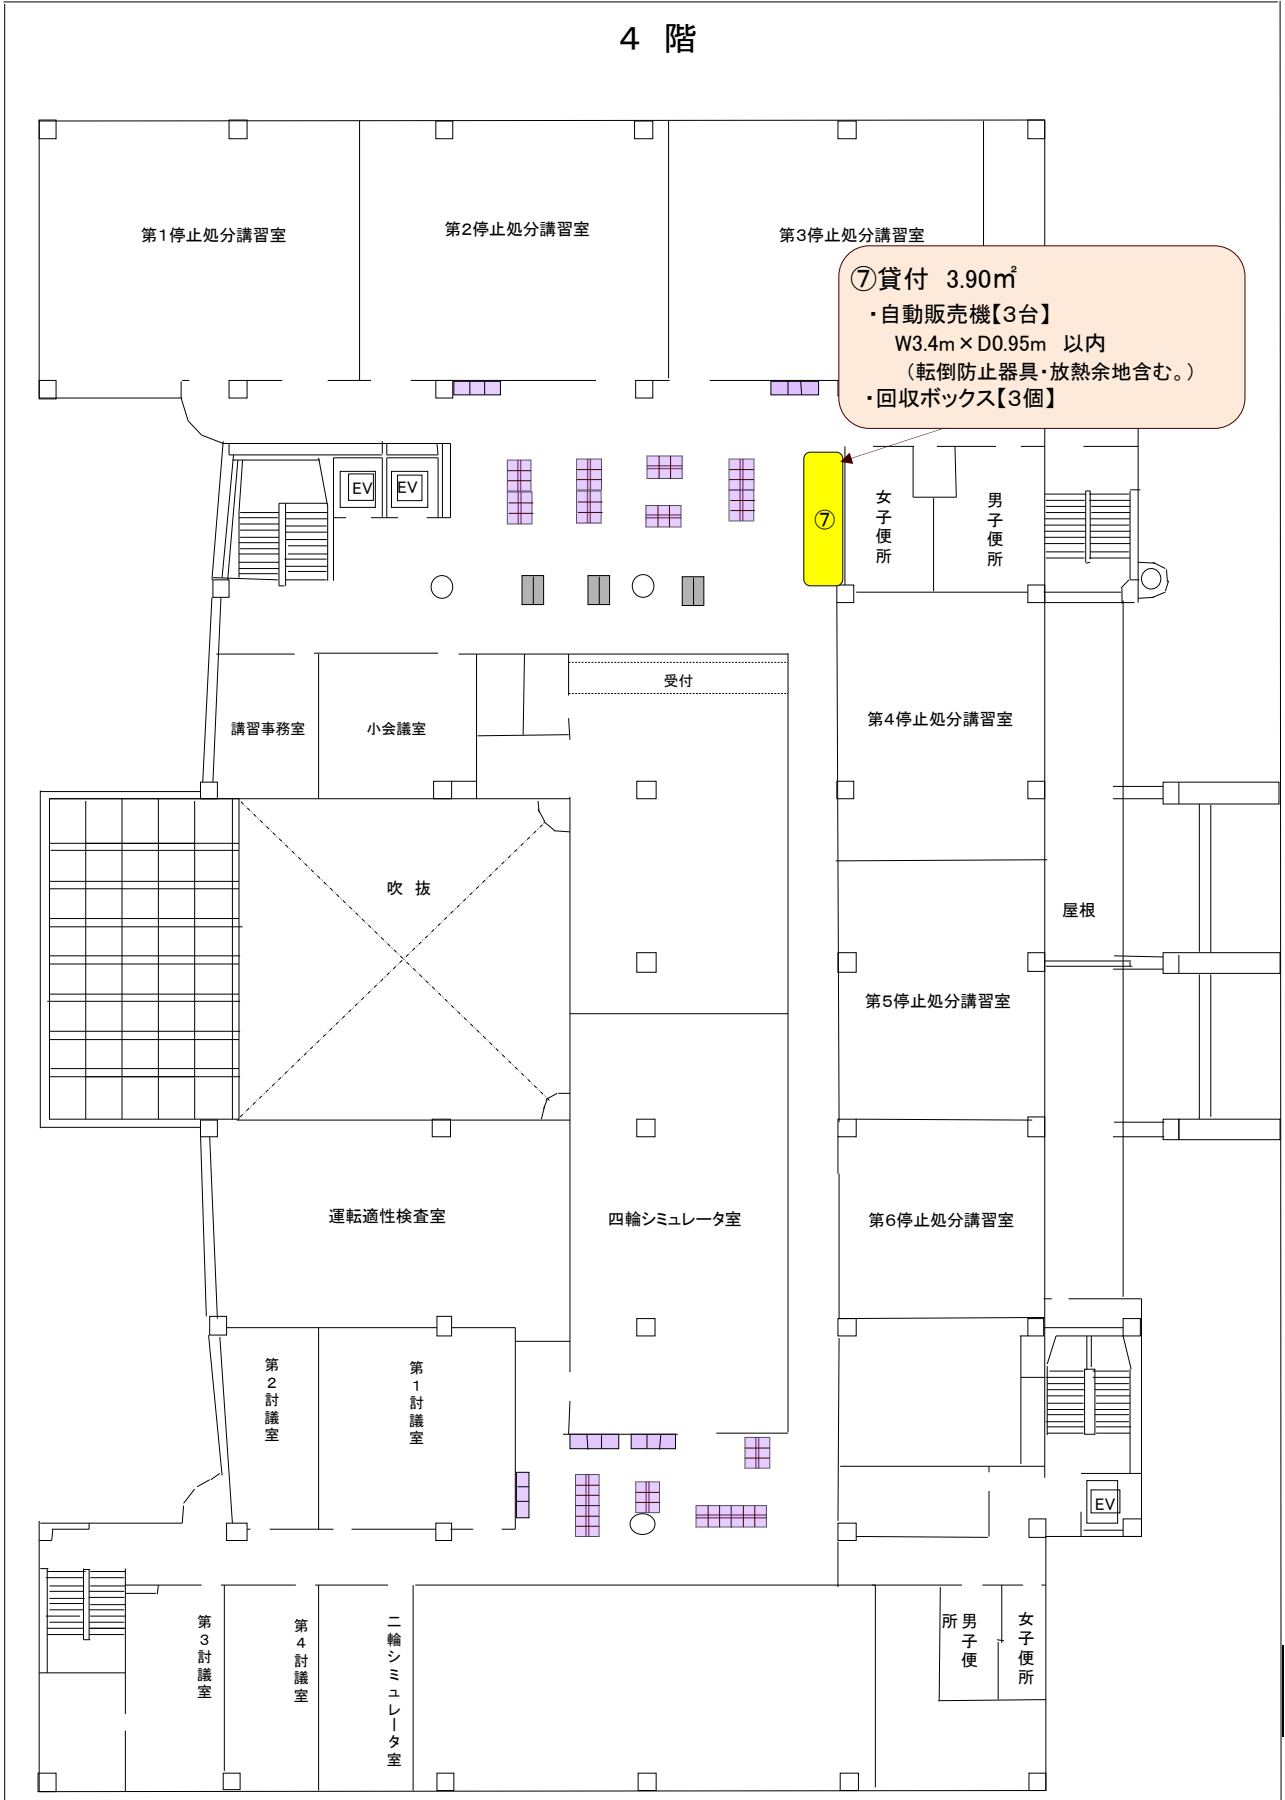 ４ 階
第１停止処分講習室
第２停止処分講習室
第３停止処分講習室
⑦貸付 3.90㎡
・自動販売機【３台】
W3.4m×D0.95m 以内
（転倒防止器具・放熱余地含む。）
・回収ボックス【３個】
EV
EV
⑦
女子便所
男子便所
受付
講習事務室
小会議室
第４停止処分講習室
吹 抜
屋根
第５停止処分講習室
運転適性検査室
四輪シミュレータ室
第６停止処分講習室
第２討議室
第１討議室
EV
第３討議室
第４討議室
二輪シミュレータ室
男子便
所
女子便所